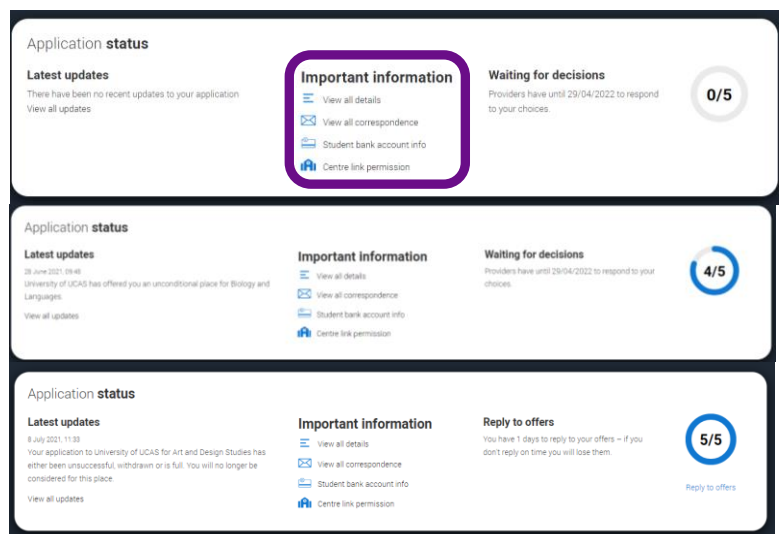 Application status
Latest updates
There have been no recent updates to your application
View all updates
Important information
View all details
View all correspondence
Student bank account info
Centre link permission
Waiting for decisions
Providers have until 29/04/2022 to respond
to your choices.
0/5
Application status
Latest updates
28 June 2021, 09:46
University of UCAS has offered you an unconditional place for Biology and
Languages
View all updates
Important information
View all details
View all correspondence
Student bank account info
Centre link permission
Waiting for decisions
Providers have until 29/04/2022 to respond to your
choices.
4/5
Application status
Latest updates
8 July 2021, 11:33
Your application to University of UCAS for Art and Design Studies has
either been unsuccessful, withdrawn or is full. You will no longer be
considered for this place.
View all updates
Important information
View all details
View all correspondence
Student bank account info
Centre link permission
Reply to offers
You have 1 days to reply to your offers – if you
don't reply on time you will lose them.
5/5
Reply to offers